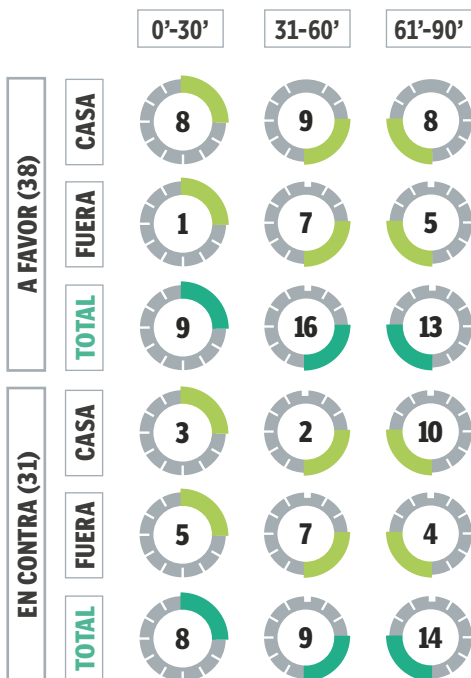 0’-30’ 31-60’ 61’-90’
A FAVOR (38)
CASA 8 9 8
FUERA 1 7 5
TOTAL 9 16 13
EN CONTRA (31)
CASA 3 2 10
FUERA 5 7 4
TOTAL 8 9 14